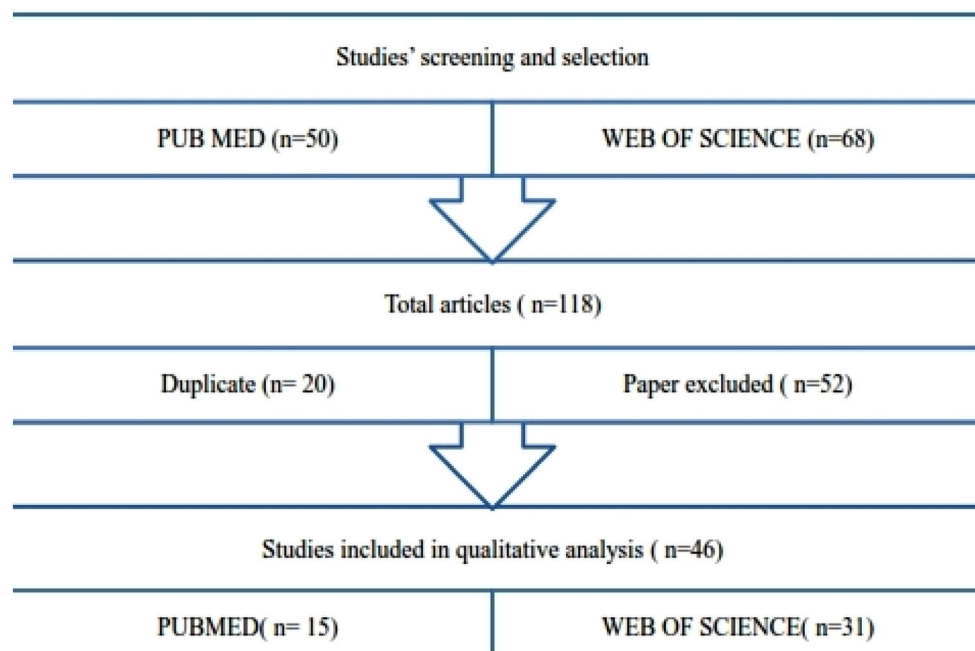 Studies’ screening and selection
PUB MED (n=50)
WEB OF SCIENCE (n=68)
Total articles ( n=118)
Duplicate (n= 20)
Paper excluded ( n=52)
Studies included in qualitative analysis ( n=46)
PUBMED( n= 15)
WEB OF SCIENCE( n=31)